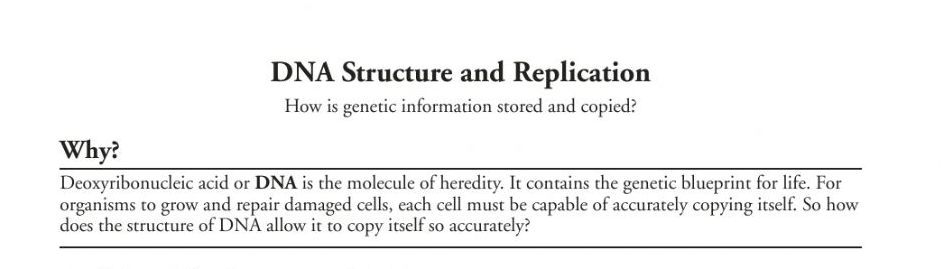 DNA Structure and Replication
How is genetic information stored and copied?
Why?
Deoxyribonucleic acid or DNA is the molecule of heredity. It contains the genetic blueprint for life. For
organisms to grow and repair damaged cells, each cell must be capable of accurately copying itself. So how
does the structure of DNA allow it to copy itself so accurately?